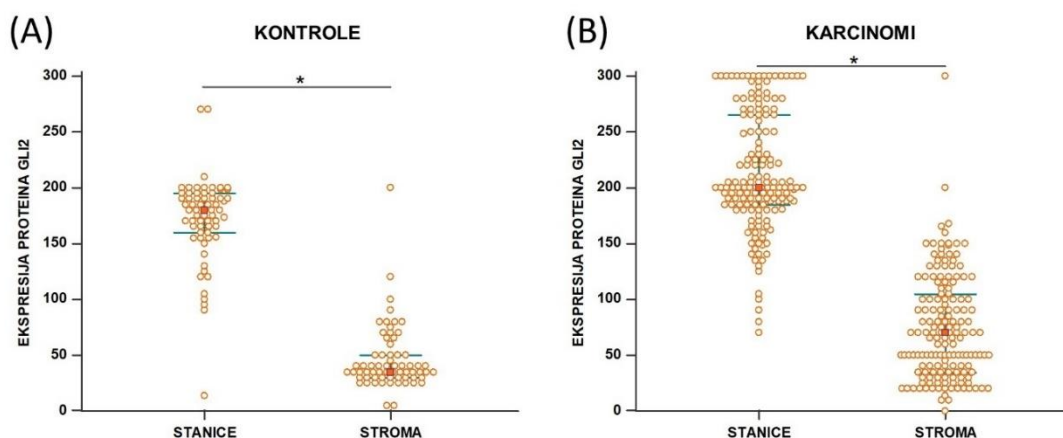 (A)
KONTROLE
*
EKSPRESIJA PROTEINA GLI2
300
250
200
150
100
50
0
STANICE STROMA
(B)
KARCINOMI
*
EKSPRESIJA PROTEINA GLI2
300
250
200
150
100
50
0
STANICE STROMA